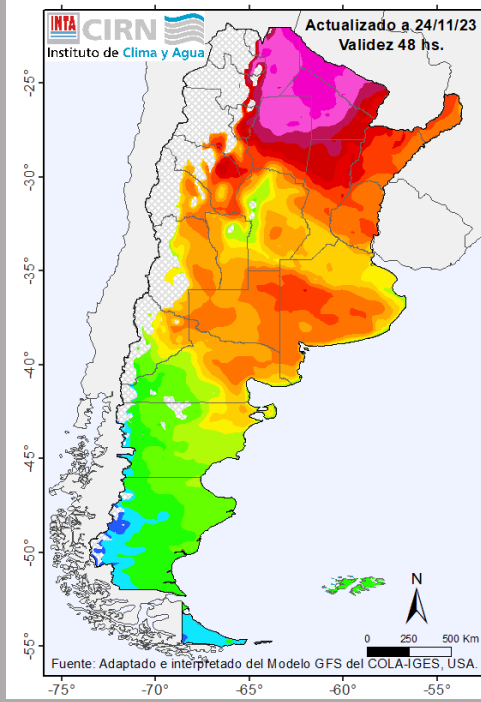 INTA CIRN
Instituto de Clima y Agua
Actualizado a 24/11/23
Validez 48 hs.
-25°
-30°
-35°
-40°
-45°
-50°
-55°
N
0 250 500 Km
Fuente: Adaptado e interpretado del Modelo GFS del COLA-IGES, USA.
-75° -70° -65° -60° -55°